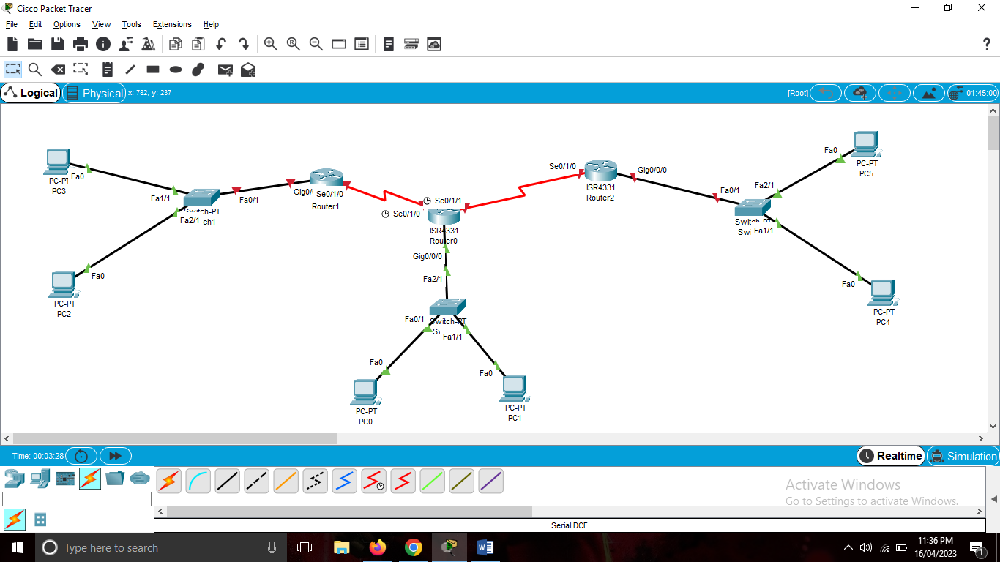 Cisco Packet Tracer
File Edit Options View Tools Extensions Help
?
Logical Physical x: 782, y: 237 [Root] 01:45:00
PC-PT
PC3
Fa0
Fa1/1
Switch-PT
Fa2/1 ch1
Fa0/1
Fa0
PC-PT
PC2
Gig0/
Se0/1/0
Router1
Se0/1/1
Se0/1/0
ISR4331
Router0
Gig0/0/0
Fa2/1
Fa0/1
Switch-PT
Fa1/1
Fa0
PC-PT
PC0
Fa0
PC-PT
PC1
Se0/1/0
Gig0/0/0
ISR4331
Router2
Fa0/1
Fa2/1
Switch-PT
Fa1/1
Fa0
PC-PT
PC5
Fa0
PC-PT
PC4
Time: 00:03:28 Realtime Simulation
Serial DCE
Activate Windows
Go to Settings to activate Windows.
Type here to search
11:36 PM
16/04/2023
1